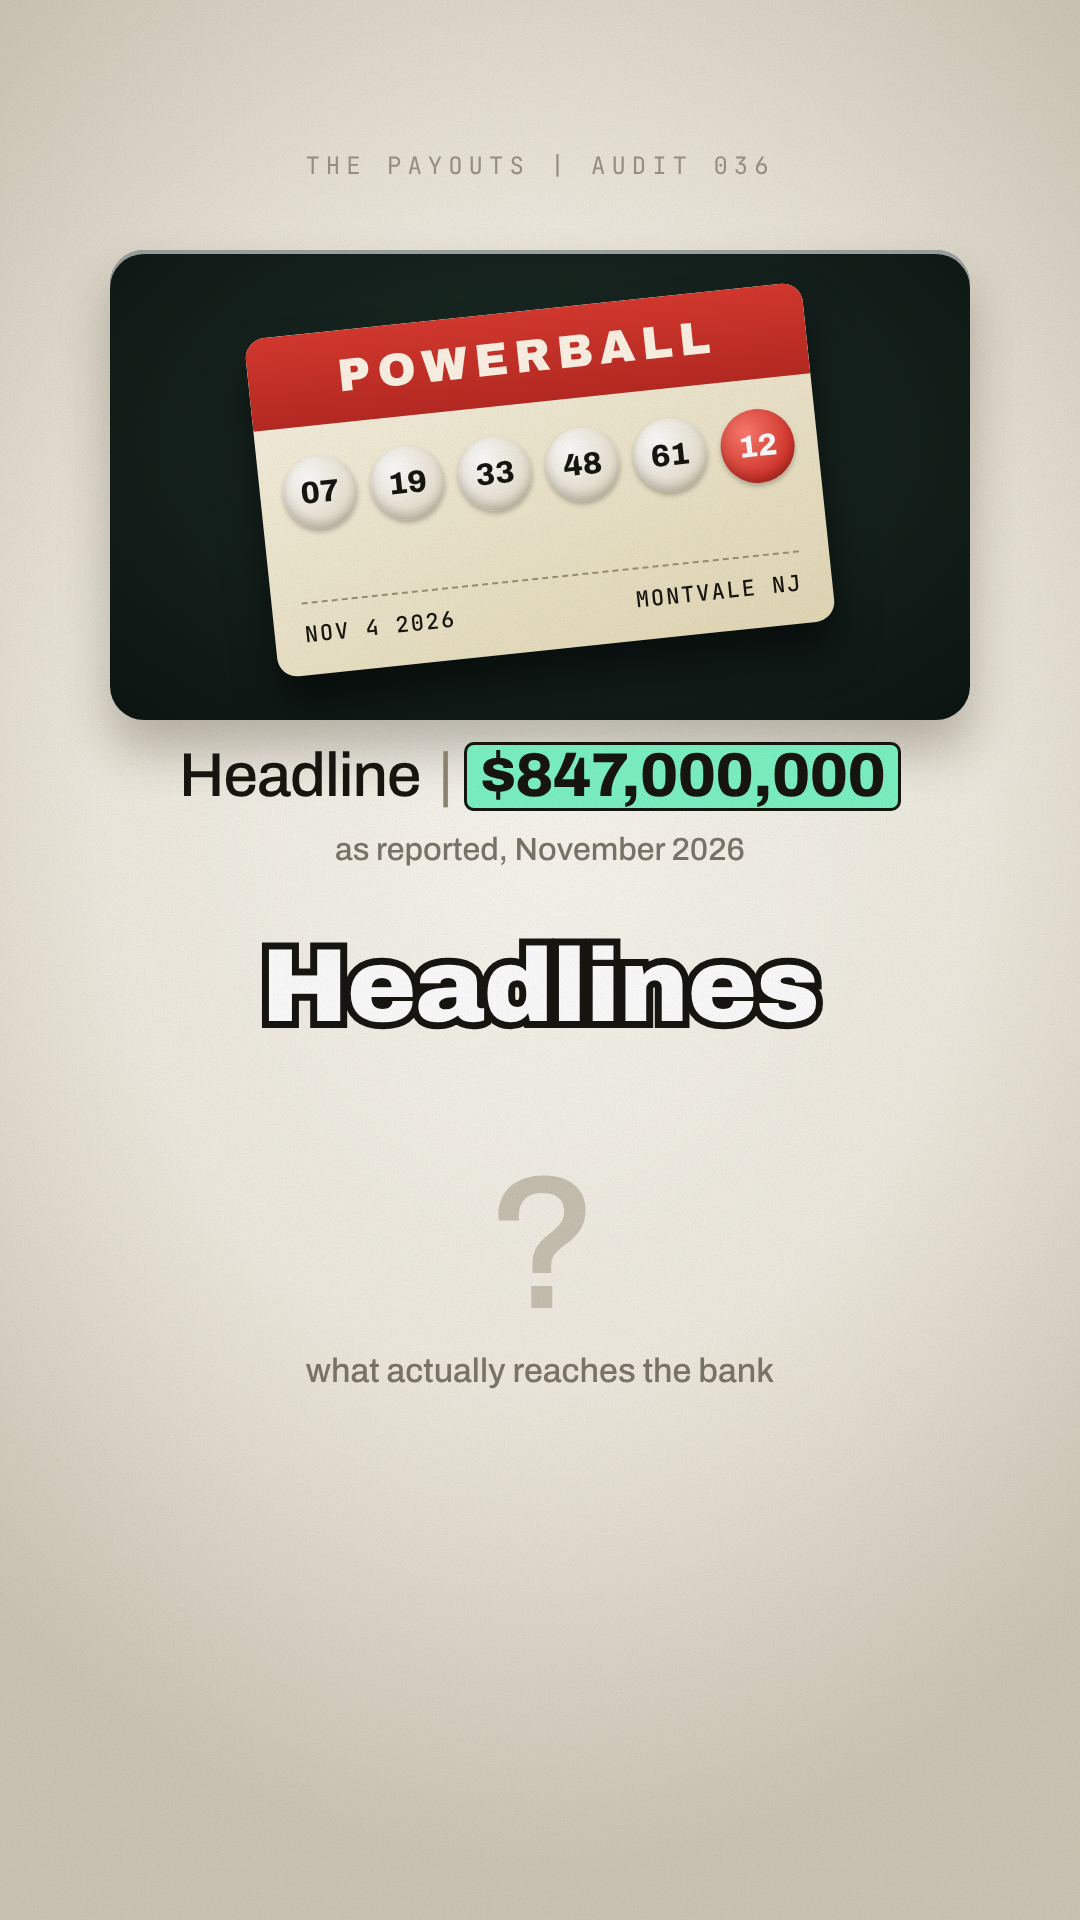 THE PAYOUTS | AUDIT 036
POWERBALL
07 19 33 48 61 12
NOV 4 2026 MONTVALE NJ
Headline | $847,000,000
as reported, November 2026
Headlines
?
what actually reaches the bank